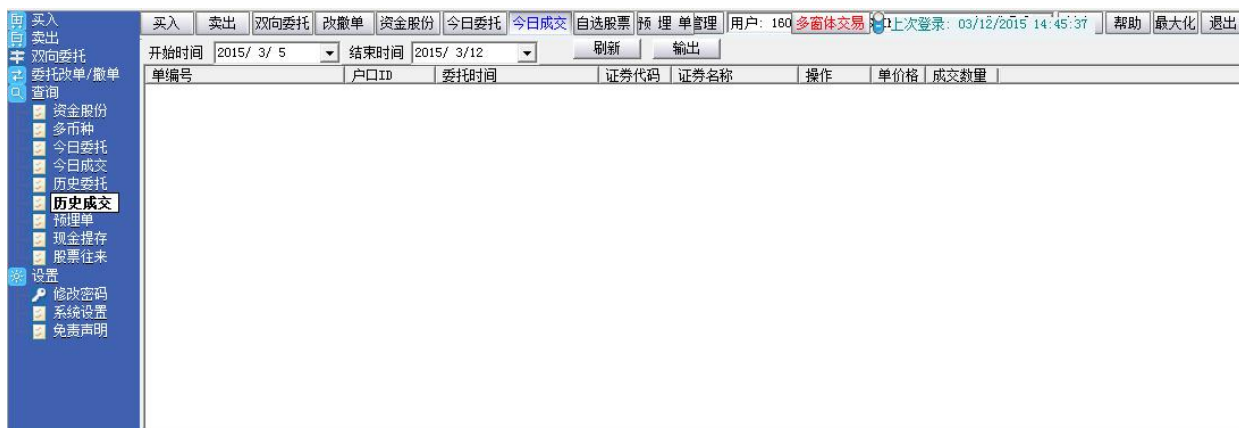 买入 卖出 双向委托 改撤单 资金股份 今日委托 今日成交 自选股票 预 埋 单管理 用户: 160 多窗体交易 上次登录: 03/12/2015 14:45:37 帮助 最大化 退出
开始时间 2015/ 3/ 5 结束时间 2015/ 3/12 刷新 输出
单编号 户口ID 委托时间 证券代码 证券名称 操作 单价格 成交数量
买入
卖出
双向委托
委托改单/撤单
查询
资金股份
多币种
今日委托
今日成交
历史委托
历史成交
预埋单
现金提存
股票往来
设置
修改密码
系统设置
免责声明